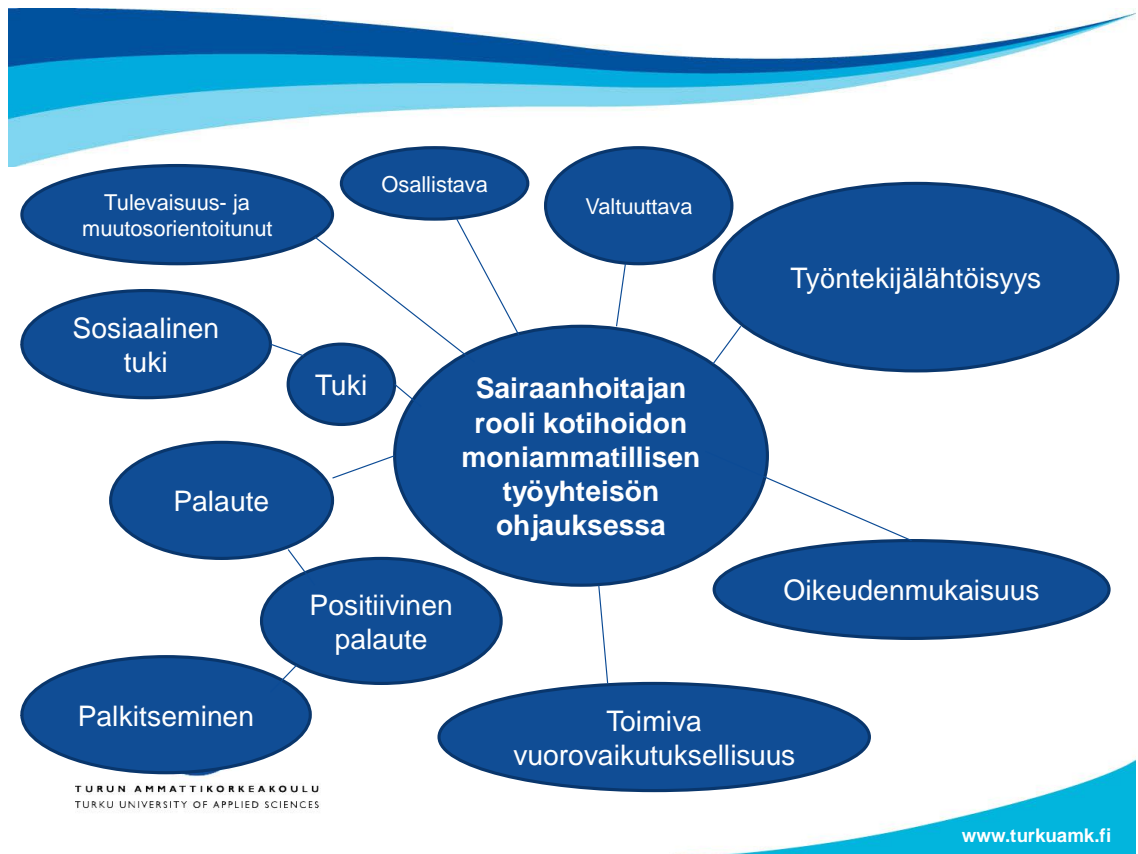 Tulevaisuus- ja
muutosorientoitunut
Osallistava
Valtuuttava
Työntekijälähtöisyys
Sosiaalinen
tuki
Tuki
Sairaanhoitajan
rooli kotihoidon
moniammatillisen
työyhteisön
ohjauksessa
Palaute
Oikeudenmukaisuus
Positiivinen
palaute
Palkitseminen
Toimiva
vuorovaikutuksellisuus
TURUN AMMATTIKORKEAKOULU
TURKU UNIVERSITY OF APPLIED SCIENCES
www.turkuamk.fi